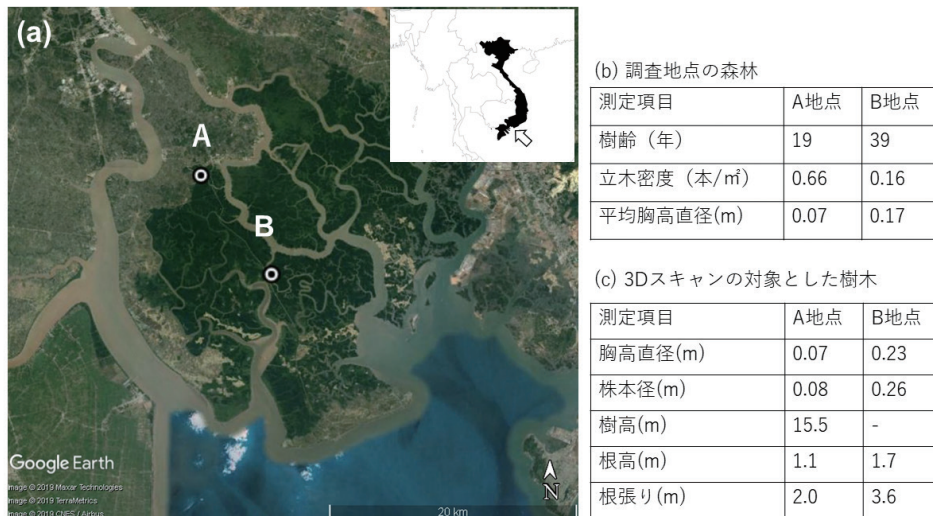 (a)
A
B
Google Earth
Image © 2019 Maxar Technologies
Image © 2019 TerraMetrics
Image © 2019 CNES / Airbus
N
20 km
(b) 調査地点の森林
測定項目 A地点 B地点
樹齢（年） 19 39
立木密度（本/㎡） 0.66 0.16
平均胸高直径(m) 0.07 0.17
(c) 3Dスキャンの対象とした樹木
測定項目 A地点 B地点
胸高直径(m) 0.07 0.23
株本径(m) 0.08 0.26
樹高(m) 15.5 -
根高(m) 1.1 1.7
根張り(m) 2.0 3.6